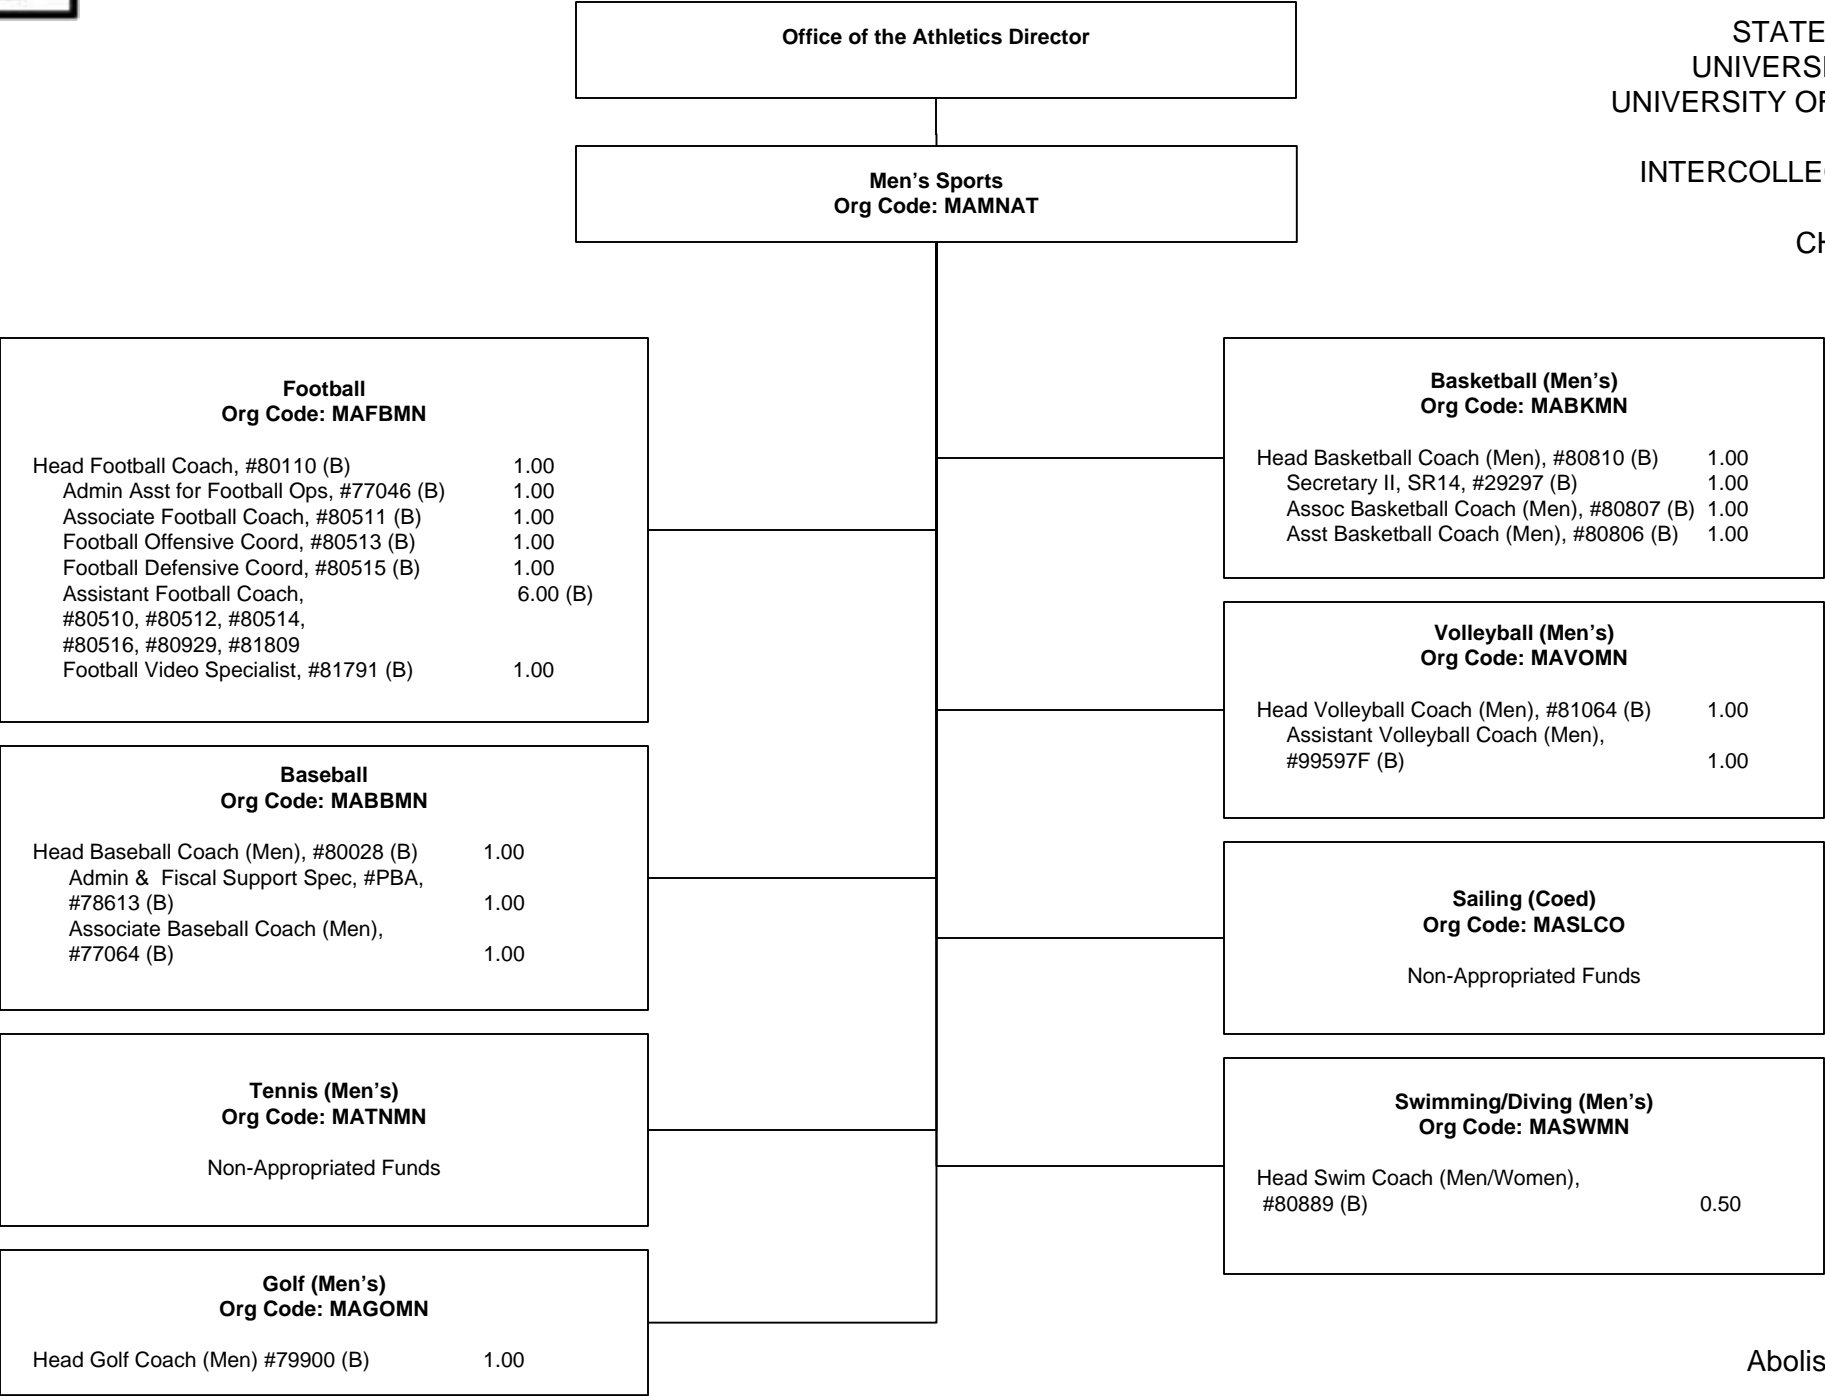 Office of the Athletics Director
STATE
UNIVERSI
UNIVERSITY OF
INTERCOLLE
CH
Men’s Sports
Org Code: MAMNAT
Football
Org Code: MAFBMN
Head Football Coach, #80110 (B) 1.00
Admin Asst for Football Ops, #77046 (B) 1.00
Associate Football Coach, #80511 (B) 1.00
Football Offensive Coord, #80513 (B) 1.00
Football Defensive Coord, #80515 (B) 1.00
Assistant Football Coach, 6.00 (B)
#80510, #80512, #80514,
#80516, #80929, #81809
Football Video Specialist, #81791 (B) 1.00
Baseball
Org Code: MABBMN
Head Baseball Coach (Men), #80028 (B) 1.00
Admin & Fiscal Support Spec, #PBA,
#78613 (B) 1.00
Associate Baseball Coach (Men),
#77064 (B) 1.00
Tennis (Men’s)
Org Code: MATNMN
Non-Appropriated Funds
Golf (Men’s)
Org Code: MAGOMN
Head Golf Coach (Men) #79900 (B) 1.00
Basketball (Men’s)
Org Code: MABKMN
Head Basketball Coach (Men), #80810 (B) 1.00
Secretary II, SR14, #29297 (B) 1.00
Assoc Basketball Coach (Men), #80807 (B) 1.00
Asst Basketball Coach (Men), #80806 (B) 1.00
Volleyball (Men’s)
Org Code: MAVOMN
Head Volleyball Coach (Men), #81064 (B) 1.00
Assistant Volleyball Coach (Men),
#99597F (B) 1.00
Sailing (Coed)
Org Code: MASLCO
Non-Appropriated Funds
Swimming/Diving (Men’s)
Org Code: MASWMN
Head Swim Coach (Men/Women),
#80889 (B) 0.50
Abolis